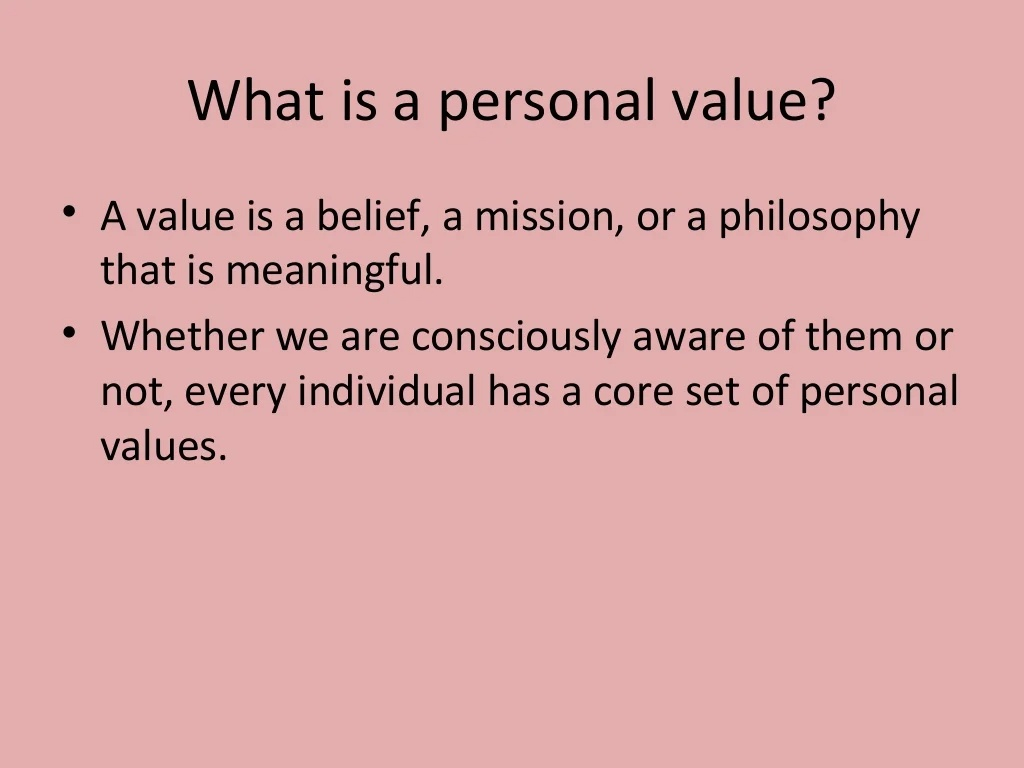 What is a personal value?
• A value is a belief, a mission, or a philosophy
that is meaningful.
• Whether we are consciously aware of them or
not, every individual has a core set of personal
values.